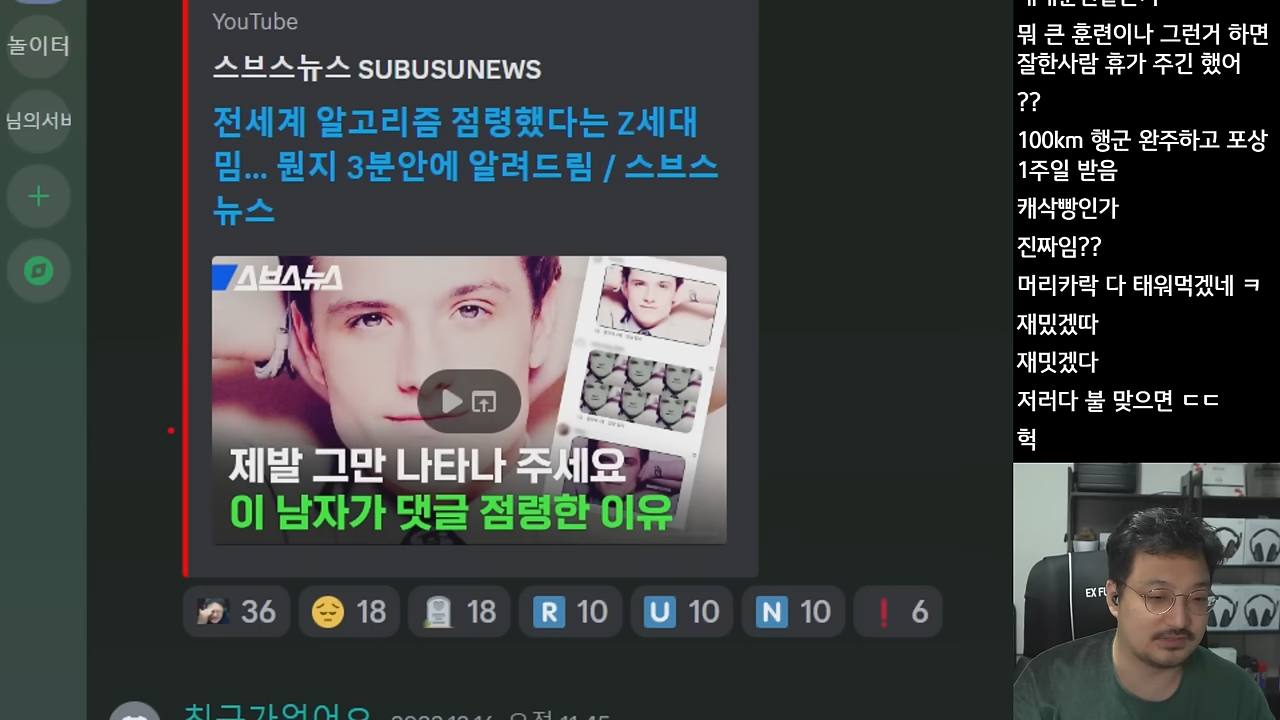 놀이터
님의서버
YouTube
스브스뉴스 SUBUSUNEWS
전세계 알고리즘 점령했다는 Z세대
밈... 뭔지 3분안에 알려드림 / 스브스
뉴스
스브스뉴스
제발 그만 나타나 주세요
이 남자가 댓글 점령한 이유
36
18
18
R 10
U 10
N 10
6
친구가없어요
뭐 큰 훈련이나 그런거 하면
잘한사람 휴가 주긴 했어
??
100km 행군 완주하고 포상
1주일 받음
캐삭빵인가
진짜임??
머리카락 다 태워먹겠네 ㅋ
재밌겠따
재밋겠다
저러다 불 맞으면 ㄷㄷ
헉